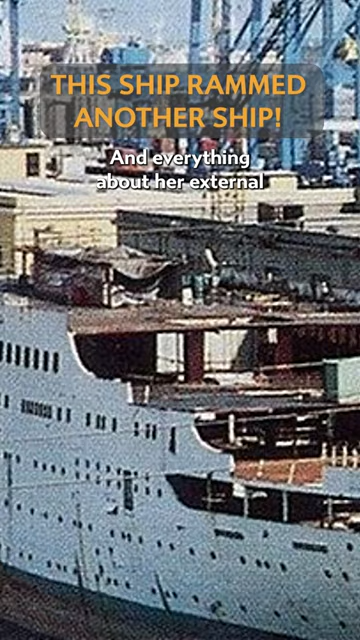 THIS SHIP RAMMED
ANOTHER SHIP!
And everything
about her external